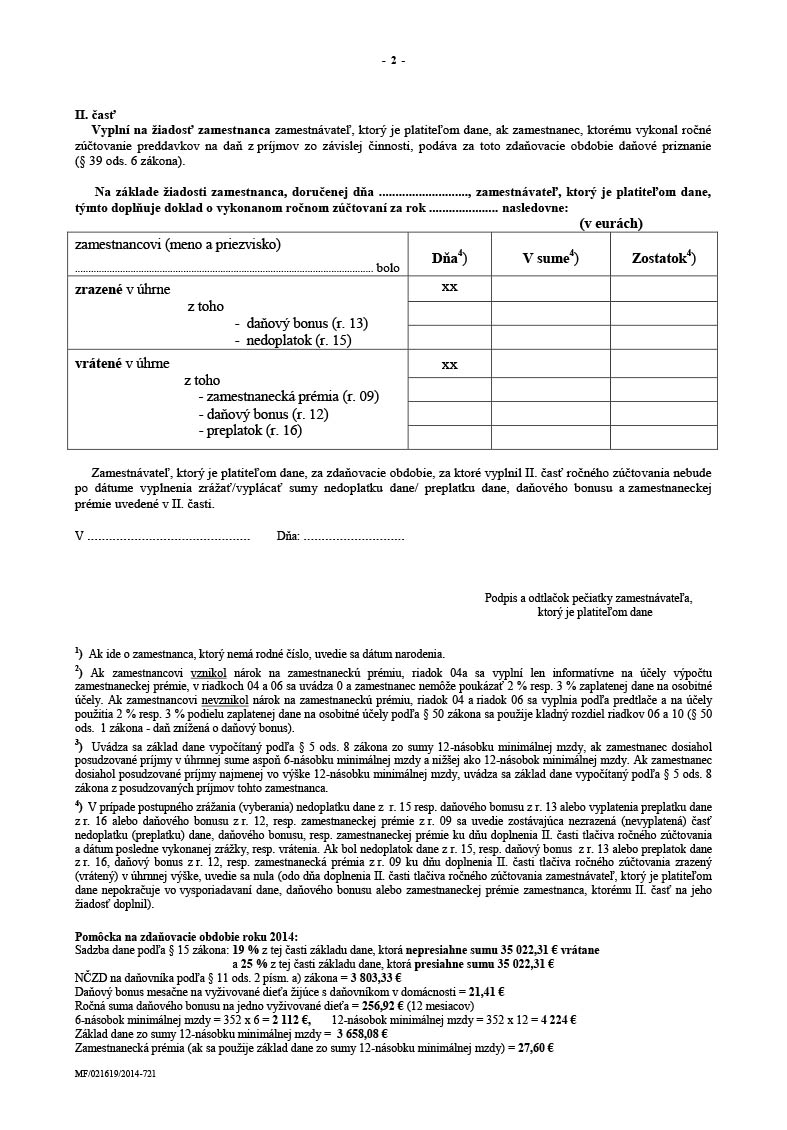 - 2 -
II. časť
Vyplní na žiadosť zamestnanca zamestnávateľ, ktorý je platiteľom dane, ak zamestnanec, ktorému vykonal ročné
zúčtovanie preddavkov na daň z príjmov zo závislej činnosti, podáva za toto zdaňovacie obdobie daňové priznanie
(§ 39 ods. 6 zákona).
Na základe žiadosti zamestnanca, doručenej dňa ............................, zamestnávateľ, ktorý je platiteľom dane,
týmto doplňuje doklad o vykonanom ročnom zúčtovaní za rok ..................... nasledovne:
(v eurách)
zamestnancovi (meno a priezvisko)
................................................................................................................ bolo
Dňa4) V sume4) Zostatok4)
zrazené v úhrne xx
z toho
- daňový bonus (r. 13)
- nedoplatok (r. 15)
vrátené v úhrne xx
z toho
- zamestnanecká prémia (r. 09)
- daňový bonus (r. 12)
- preplatok (r. 16)
Zamestnávateľ, ktorý je platiteľom dane, za zdaňovacie obdobie, za ktoré vyplnil II. časť ročného zúčtovania nebude
po dátume vyplnenia zrážať/vyplácať sumy nedoplatku dane/ preplatku dane, daňového bonusu a zamestnaneckej
prémie uvedené v II. časti.
V ............................................. Dňa: ............................
Podpis a odtlačok pečiatky zamestnávateľa,
ktorý je platiteľom dane
1) Ak ide o zamestnanca, ktorý nemá rodné číslo, uvedie sa dátum narodenia.
2) Ak zamestnancovi vznikol nárok na zamestnaneckú prémiu, riadok 04a sa vyplní len informatívne na účely výpočtu
zamestnaneckej prémie, v riadkoch 04 a 06 sa uvádza 0 a zamestnanec nemôže poukázať 2 % resp. 3 % zaplatenej dane na osobitné
účely. Ak zamestnancovi nevznikol nárok na zamestnaneckú prémiu, riadok 04 a riadok 06 sa vyplnia podľa predtlače a na účely
použitia 2 % resp. 3 % podielu zaplatenej dane na osobitné účely podľa § 50 zákona sa použije kladný rozdiel riadkov 06 a 10 (§ 50
ods. 1 zákona - daň znížená o daňový bonus).
3) Uvádza sa základ dane vypočítaný podľa § 5 ods. 8 zákona zo sumy 12-násobku minimálnej mzdy, ak zamestnanec dosiahol
posudzované príjmy v úhrnnej sume aspoň 6-násobku minimálnej mzdy a nižšej ako 12-násobok minimálnej mzdy. Ak zamestnanec
dosiahol posudzované príjmy najmenej vo výške 12-násobku minimálnej mzdy, uvádza sa základ dane vypočítaný podľa § 5 ods. 8
zákona z posudzovaných príjmov tohto zamestnanca.
4) V prípade postupného zrážania (vyberania) nedoplatku dane z r. 15 resp. daňového bonusu z r. 13 alebo vyplatenia preplatku dane
z r. 16 alebo daňového bonusu z r. 12, resp. zamestnaneckej prémie z r. 09 sa uvedie zostávajúca nezrazená (nevyplatená) časť
nedoplatku (preplatku) dane, daňového bonusu, resp. zamestnaneckej prémie ku dňu doplnenia II. časti tlačiva ročného zúčtovania
a dátum posledne vykonanej zrážky, resp. vrátenia. Ak bol nedoplatok dane z r. 15, resp. daňový bonus z r. 13 alebo preplatok dane
z r. 16, daňový bonus z r. 12, resp. zamestnanecká prémia z r. 09 ku dňu doplnenia II. časti tlačiva ročného zúčtovania zrazený
(vrátený) v úhrnnej výške, uvedie sa nula (odo dňa doplnenia II. časti tlačiva ročného zúčtovania zamestnávateľ, ktorý je platiteľom
dane nepokračuje vo vysporiadavaní dane, daňového bonusu alebo zamestnaneckej prémie zamestnanca, ktorému II. časť na jeho
žiadosť doplnil).
Pomôcka na zdaňovacie obdobie roku 2014:
Sadzba dane podľa § 15 zákona: 19 % z tej časti základu dane, ktorá nepresiahne sumu 35 022,31 € vrátane
a 25 % z tej časti základu dane, ktorá presiahne sumu 35 022,31 €
NČZD na daňovníka podľa § 11 ods. 2 písm. a) zákona = 3 803,33 €
Daňový bonus mesačne na vyživované dieťa žijúce s daňovníkom v domácnosti = 21,41 €
Ročná suma daňového bonusu na jedno vyživované dieťa = 256,92 € (12 mesiacov)
6-násobok minimálnej mzdy = 352 x 6 = 2 112 €, 12-násobok minimálnej mzdy = 352 x 12 = 4 224 €
Základ dane zo sumy 12-násobku minimálnej mzdy = 3 658,08 €
Zamestnanecká prémia (ak sa použije základ dane zo sumy 12-násobku minimálnej mzdy) = 27,60 €
MF/021619/2014-721